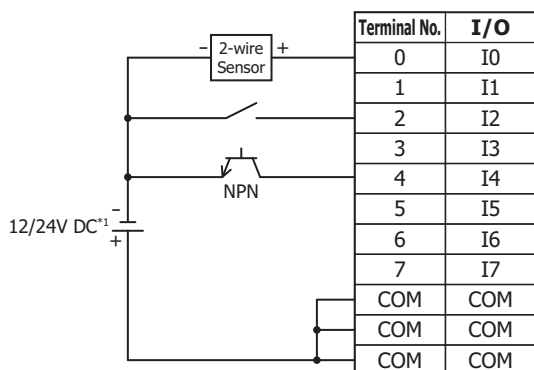 Terminal No. I/O
- 2-wire Sensor + 0 I0
1 I1
2 I2
3 I3
NPN 4 I4
5 I5
12/24V DC*1 - + 6 I6
7 I7
COM COM
COM COM
COM COM